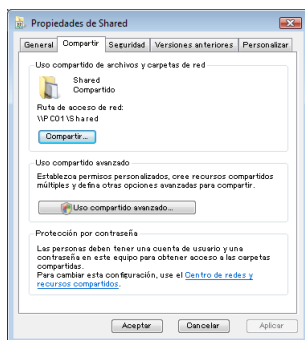 Propiedades de Shared
General Compartir Seguridad Versiones anteriores Personalizar
Uso compartido de archivos y carpetas de red
Shared
Compartido
Ruta de acceso de red:
\\PC01\Shared
Compartir...
Uso compartido avanzado
Establezca permisos personalizados, cree recursos compartidos
múltiples y defina otras opciones avanzadas para compartir.
Uso compartido avanzado...
Protección por contraseña
Las personas deben tener una cuenta de usuario y una
contraseña en este equipo para obtener acceso a las carpetas
compartidas.
Para cambiar esta configuración, use el Centro de redes y
recursos compartidos.
Aceptar Cancelar Aplicar